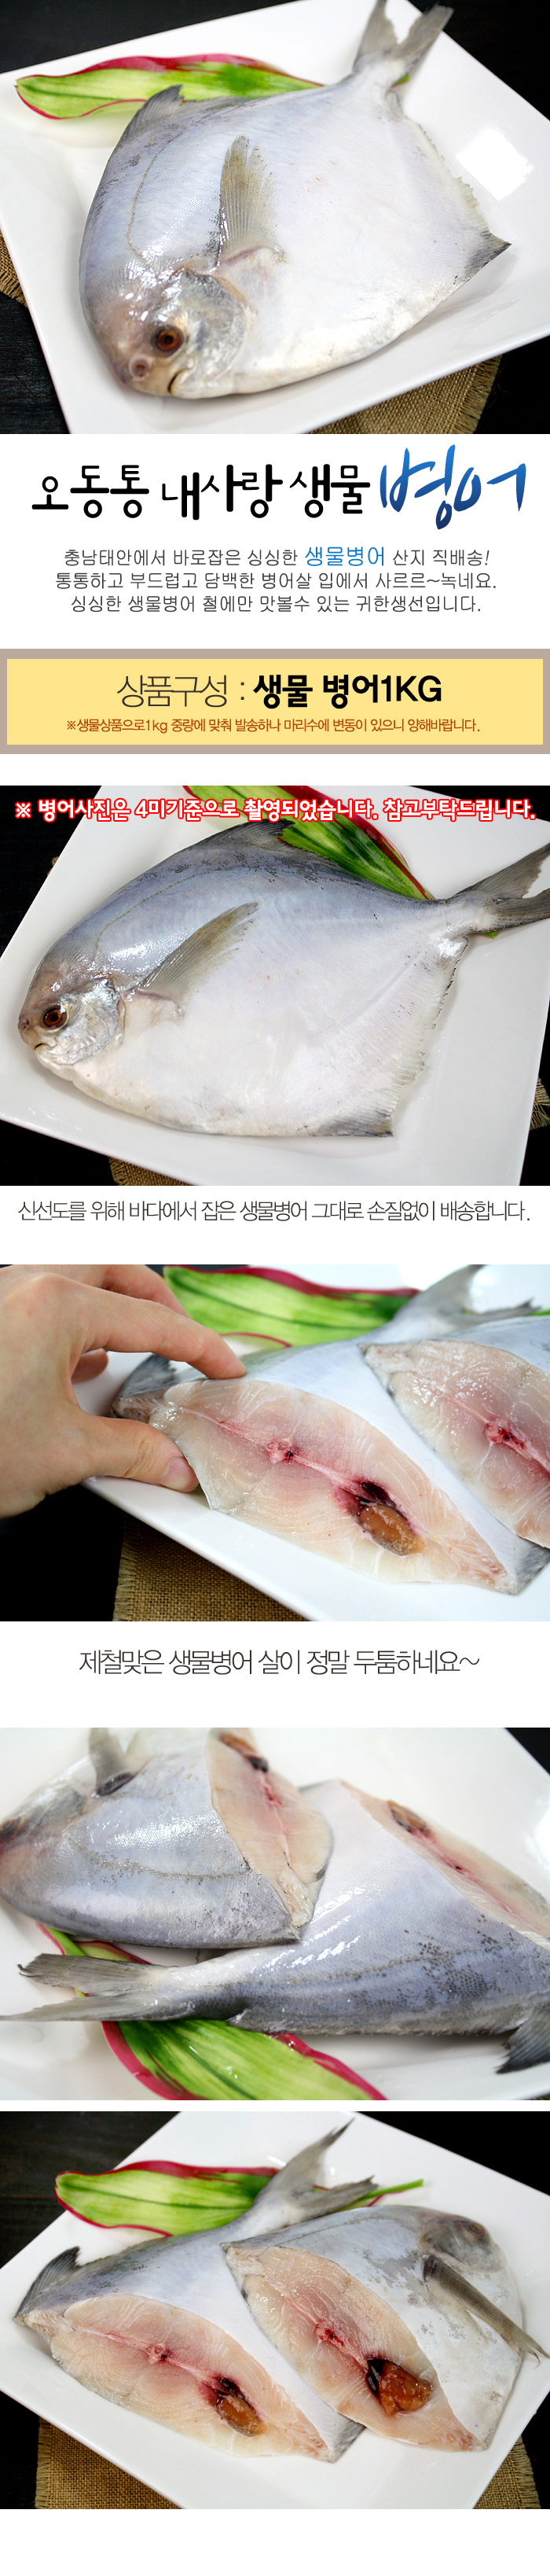 오동통 내사랑 생물 병어
충남태안에서 바로잡은 싱싱한 생물병어 산지 직배송!
통통하고 부드럽고 담백한 병어살 입에서 사르르~녹네요.
싱싱한 생물병어 철에만 맛볼수 있는 귀한생선입니다.
상품구성 : 생물 병어1KG
※생물상품으로1kg 중량에 맞춰 발송하나 마리수에 변동이 있으니 양해바랍니다.
※ 병어사진은 4미기준으로 촬영되었습니다. 참고부탁드립니다.
신선도를 위해 바다에서 잡은 생물병어 그대로 손질없이 배송합니다.
제철맞은 생물병어 살이 정말 두툼하네요~